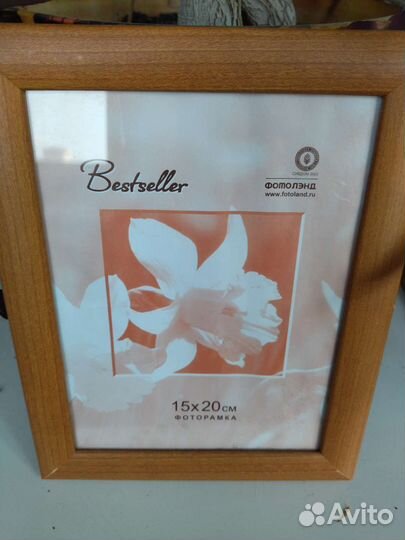 Bestseller
ФОТОЛЭНД
www.fotoland.ru
15x20см
ФОТОРАМКА
Avito